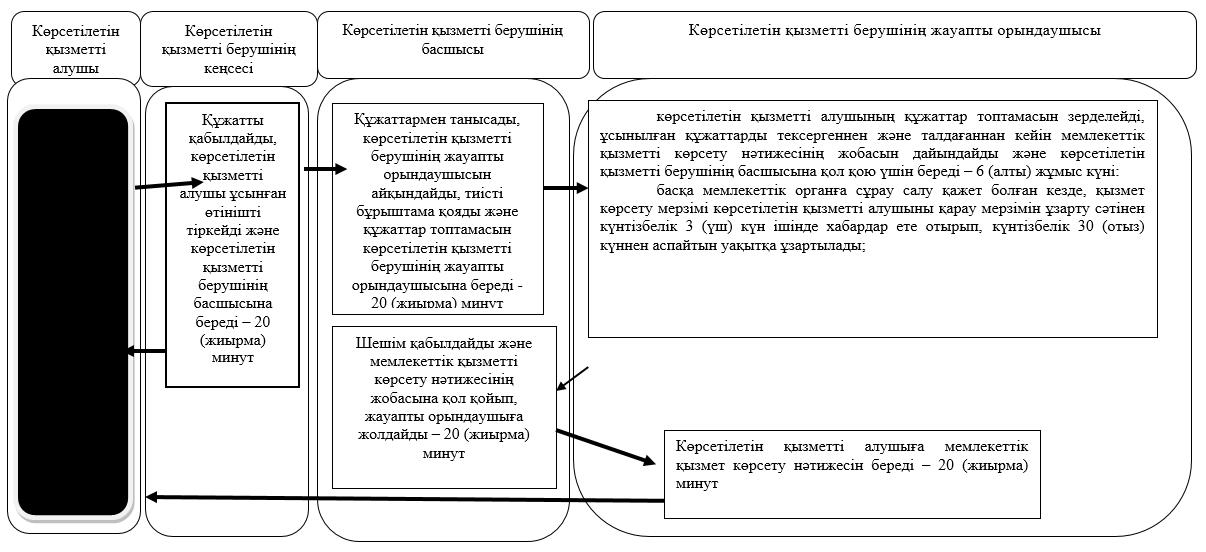 Көрсетілетін
қызметті
алушы
Көрсетілетін
қызметті берушінің
кеңсесі
Көрсетілетін қызметті берушінің
басшысы
Көрсетілетін қызметті берушінің жауапты орындаушысы
Құжатты
қабылдайды,
көрсетілетін
қызметті
алушы ұсынған
өтінішті
тіркейді және
көрсетілетін
қызметті
берушінің
басшысына
береді – 20
(жиырма)
минут
Құжаттармен танысады,
көрсетілетін қызметті
берушінің жауапты
орындаушысын
айқындайды, тиісті
бұрыштама қояды және
құжаттар топтамасын
көрсетілетін қызметті
берушінің жауапты
орындаушысына береді -
20 (жиырма) минут
көрсетілетін қызметті алушының құжаттар топтамасын зерделейді,
ұсынылған құжаттарды тексергеннен және талдағаннан кейін мемлекеттік
қызметті көрсету нәтижесінің жобасын дайындайды және көрсетілетін
қызметті берушінің басшысына қол қою үшін береді – 6 (алты) жұмыс күні:
басқа мемлекеттік органға сұрау салу қажет болған кезде, қызмет
көрсету мерзімі көрсетілетін қызметті алушыны қарау мерзімін ұзарту сәтінен
күнтізбелік 3 (үш) күн ішінде хабардар ете отырып, күнтізбелік 30 (отыз)
күннен аспайтын уақытқа ұзартылады;
Шешім қабылдайды және
мемлекеттік қызметті
көрсету нәтижесінің
жобасына қол қойып,
жауапты орындаушыға
жолдайды – 20 (жиырма)
минут
Көрсетілетін қызметті алушыға мемлекеттік
қызмет көрсету нәтижесін береді – 20 (жиырма)
минут